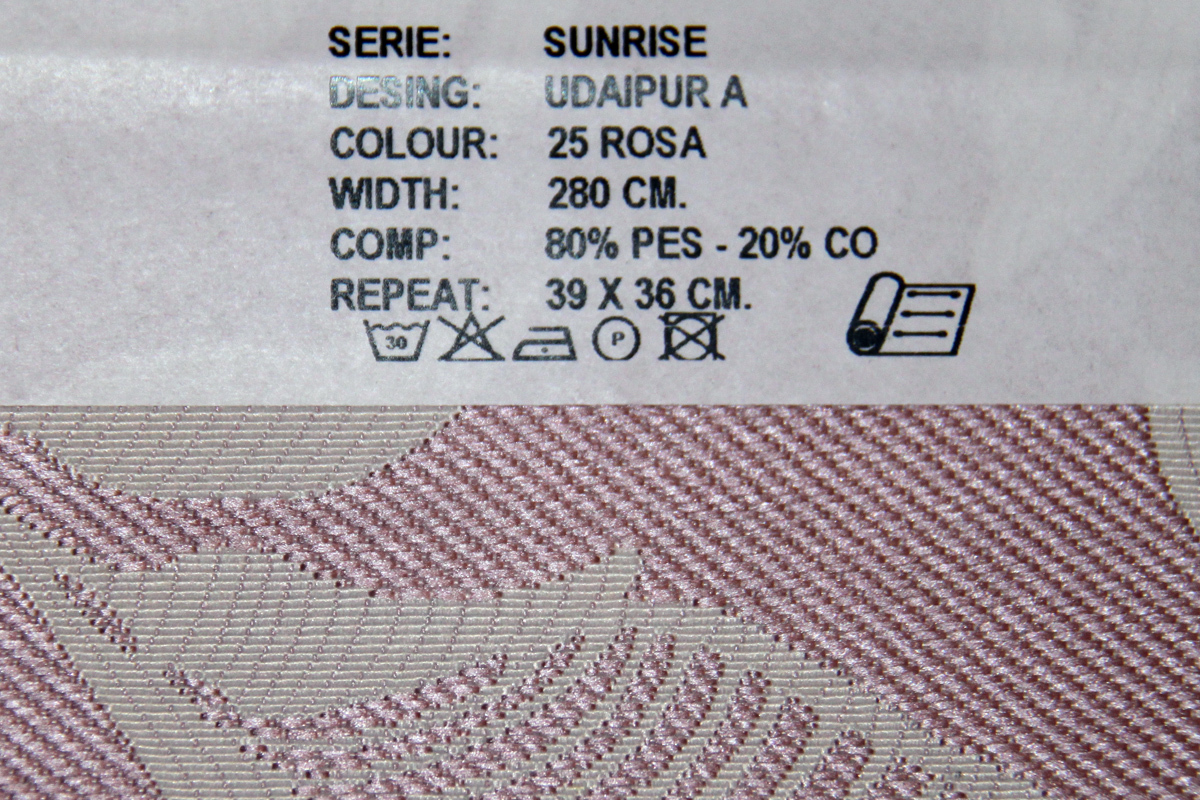 SERIE: SUNRISE
DESING: UDAIPUR A
COLOUR: 25 ROSA
WIDTH: 280 CM.
COMP: 80% PES - 20% CO
REPEAT: 39 X 36 CM.
30 P